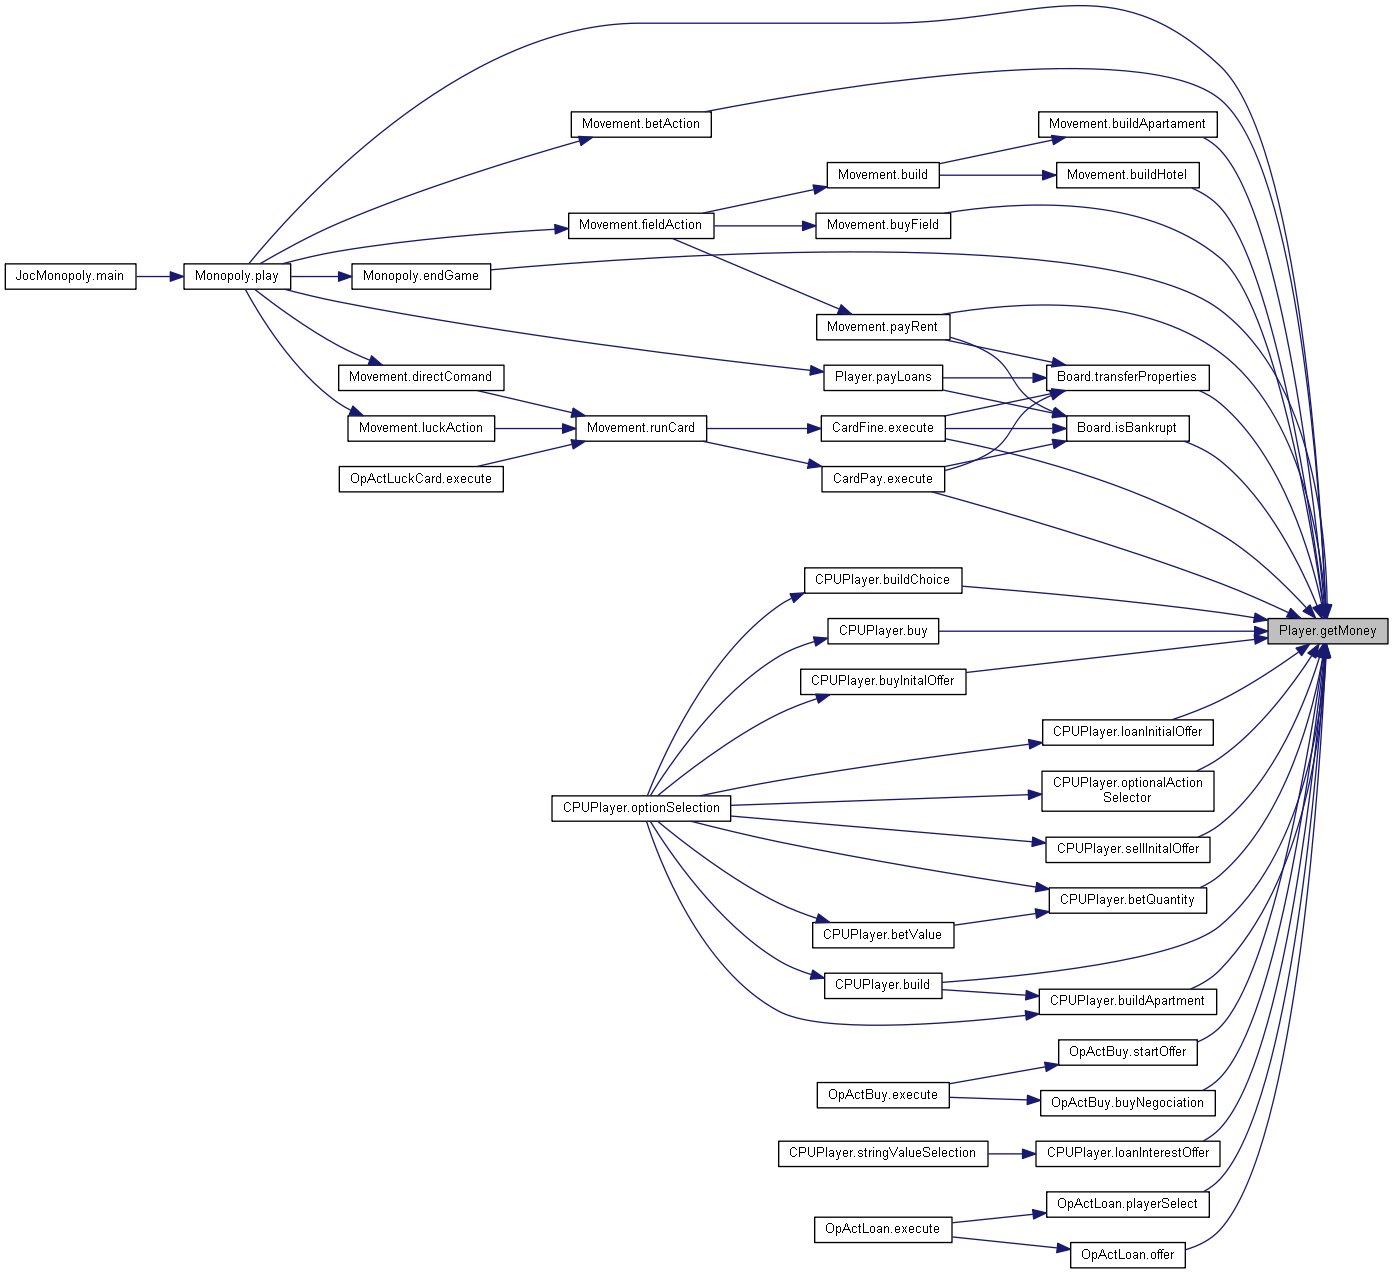 Movement.betAction
Movement.buildApartament
Movement.build
Movement.buildHotel
Movement.fieldAction
Movement.buyField
JocMonopoly.main
Monopoly.play
Monopoly.endGame
Movement.payRent
Movement.directComand
Player.payLoans
Board.transferProperties
Movement.luckAction
Movement.runCard
CardFine.execute
Board.isBankrupt
OpActLuckCard.execute
CardPay.execute
CPUPlayer.buildChoice
CPUPlayer.buy
Player.getMoney
CPUPlayer.buyInitalOffer
CPUPlayer.loanInitialOffer
CPUPlayer.optionalAction
Selector
CPUPlayer.optionSelection
CPUPlayer.sellInitalOffer
CPUPlayer.betQuantity
CPUPlayer.betValue
CPUPlayer.build
CPUPlayer.buildApartment
OpActBuy.startOffer
OpActBuy.execute
OpActBuy.buyNegociation
CPUPlayer.stringValueSelection
CPUPlayer.loanInterestOffer
OpActLoan.playerSelect
OpActLoan.execute
OpActLoan.offer